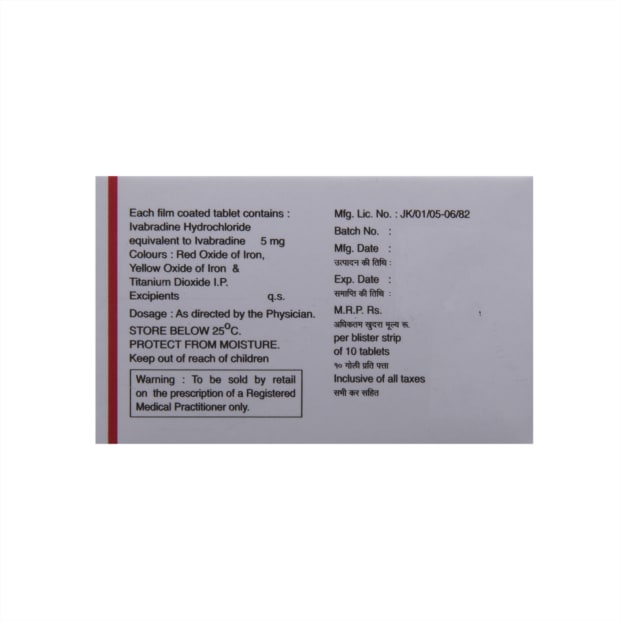 Each film coated tablet contains :
Ivabradine Hydrochloride
equivalent to Ivabradine 5 mg
Colours : Red Oxide of Iron,
Yellow Oxide of Iron &
Titanium Dioxide I.P.
Excipients q.s.
Dosage : As directed by the Physician.
STORE BELOW 25°C.
PROTECT FROM MOISTURE.
Keep out of reach of children
Warning : To be sold by retail
on the prescription of a Registered
Medical Practitioner only.
Mfg. Lic. No. : JK/01/05-06/82
Batch No. :
Mfg. Date :
उत्पादन की तिथि :
Exp. Date :
समाप्ति की तिथि :
M.R.P. Rs.
अधिकतम खुदरा मूल्य रू.
per blister strip
of 10 tablets
१० गोली प्रति पत्ता
Inclusive of all taxes
सभी कर सहित